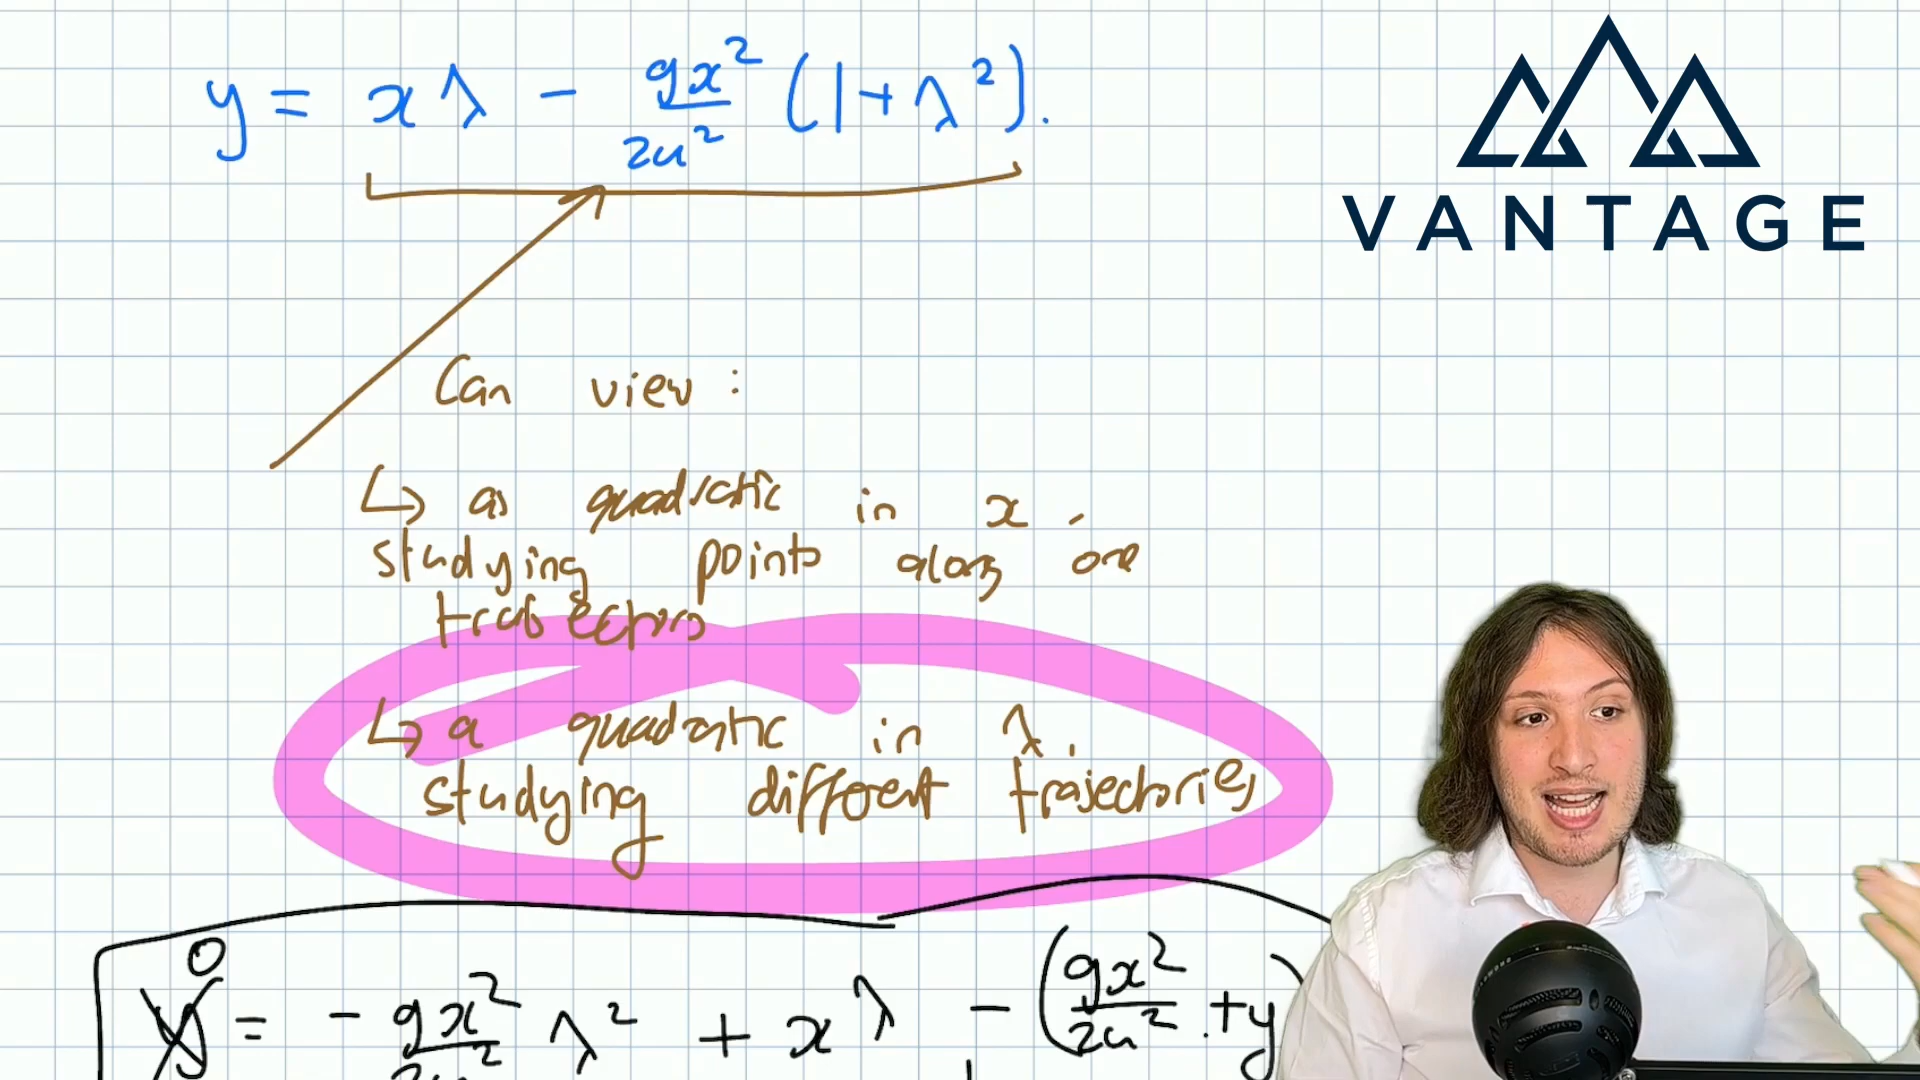 y = xλ - gx²/2u² (1+λ²).
VANTAGE
Can view :
↳ as quadratic in x,
studying points along one
trajectory
↳ a quadratic in λ,
studying different trajectories
0
y = - gx²/2u² λ² + xλ - (gx²/2u² + y)